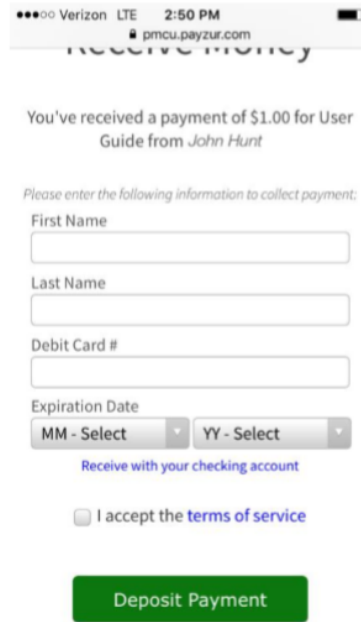 Verizon LTE 2:50 PM
pmcu.payzur.com
Receive Money
You've received a payment of $1.00 for User
Guide from John Hunt
Please enter the following information to collect payment:
First Name
Last Name
Debit Card #
Expiration Date
MM - Select YY - Select
Receive with your checking account
I accept the terms of service
Deposit Payment